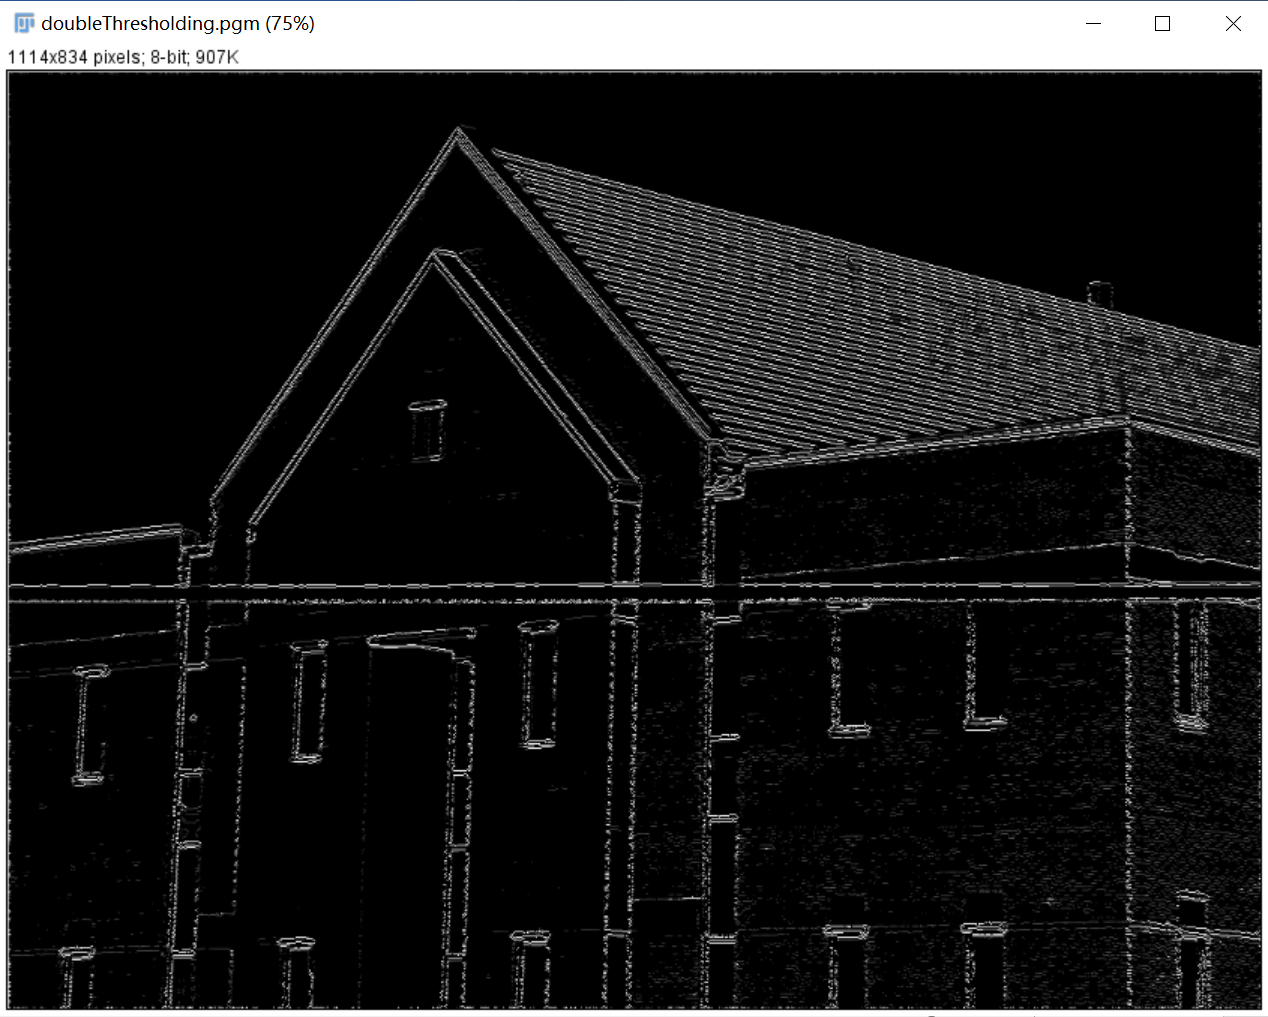 doubleThresholding.pgm (75%)
1114x834 pixels; 8-bit; 907K